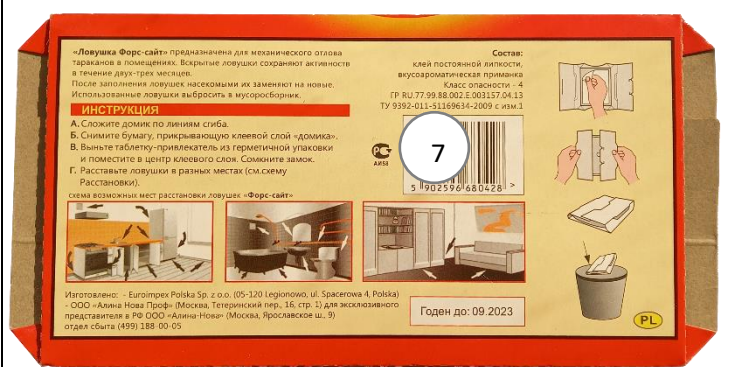 «Ловушка Форс-сайт» предназначена для механического отлова
тараканов в помещениях. Вскрытые ловушки сохраняют активность
в течение двух-трех месяцев.
После заполнения ловушек насекомыми их заменяют на новые.
Использованные ловушки выбросить в мусоросборник.
ИНСТРУКЦИЯ
А. Сложите домик по линиям сгиба.
Б. Снимите бумагу, прикрывающую клеевой слой «домика».
В. Выньте таблетку-привлекатель из герметичной упаковки
и поместите в центр клеевого слоя. Сомкните замок.
Г. Расставьте ловушки в разных местах (см.схему
Расстановки).
схема возможных мест расстановки ловушек «Форс-сайт»
Состав:
клей постоянной липкости,
вкусоароматическая приманка
Класс опасности - 4
ГР RU.77.99.88.002.Е.003157.04.13
ТУ 9392-011-51169634-2009 с изм.1
РС
АИ58
7
5 902596 680428 >
Изготовлено: - Euroimpex Polska Sp. z o.o. (05-120 Legionowo, ul. Spacerowa 4, Polska)
- ООО «Алина Нова Проф» (Москва, Тетеринский пер., 16, стр. 1) для эксклюзивного
представителя в РФ ООО «Алина-Нова» (Москва, Ярославское ш., 9)
отдел сбыта (499) 188-00-05
Годен до: 09.2023
PL